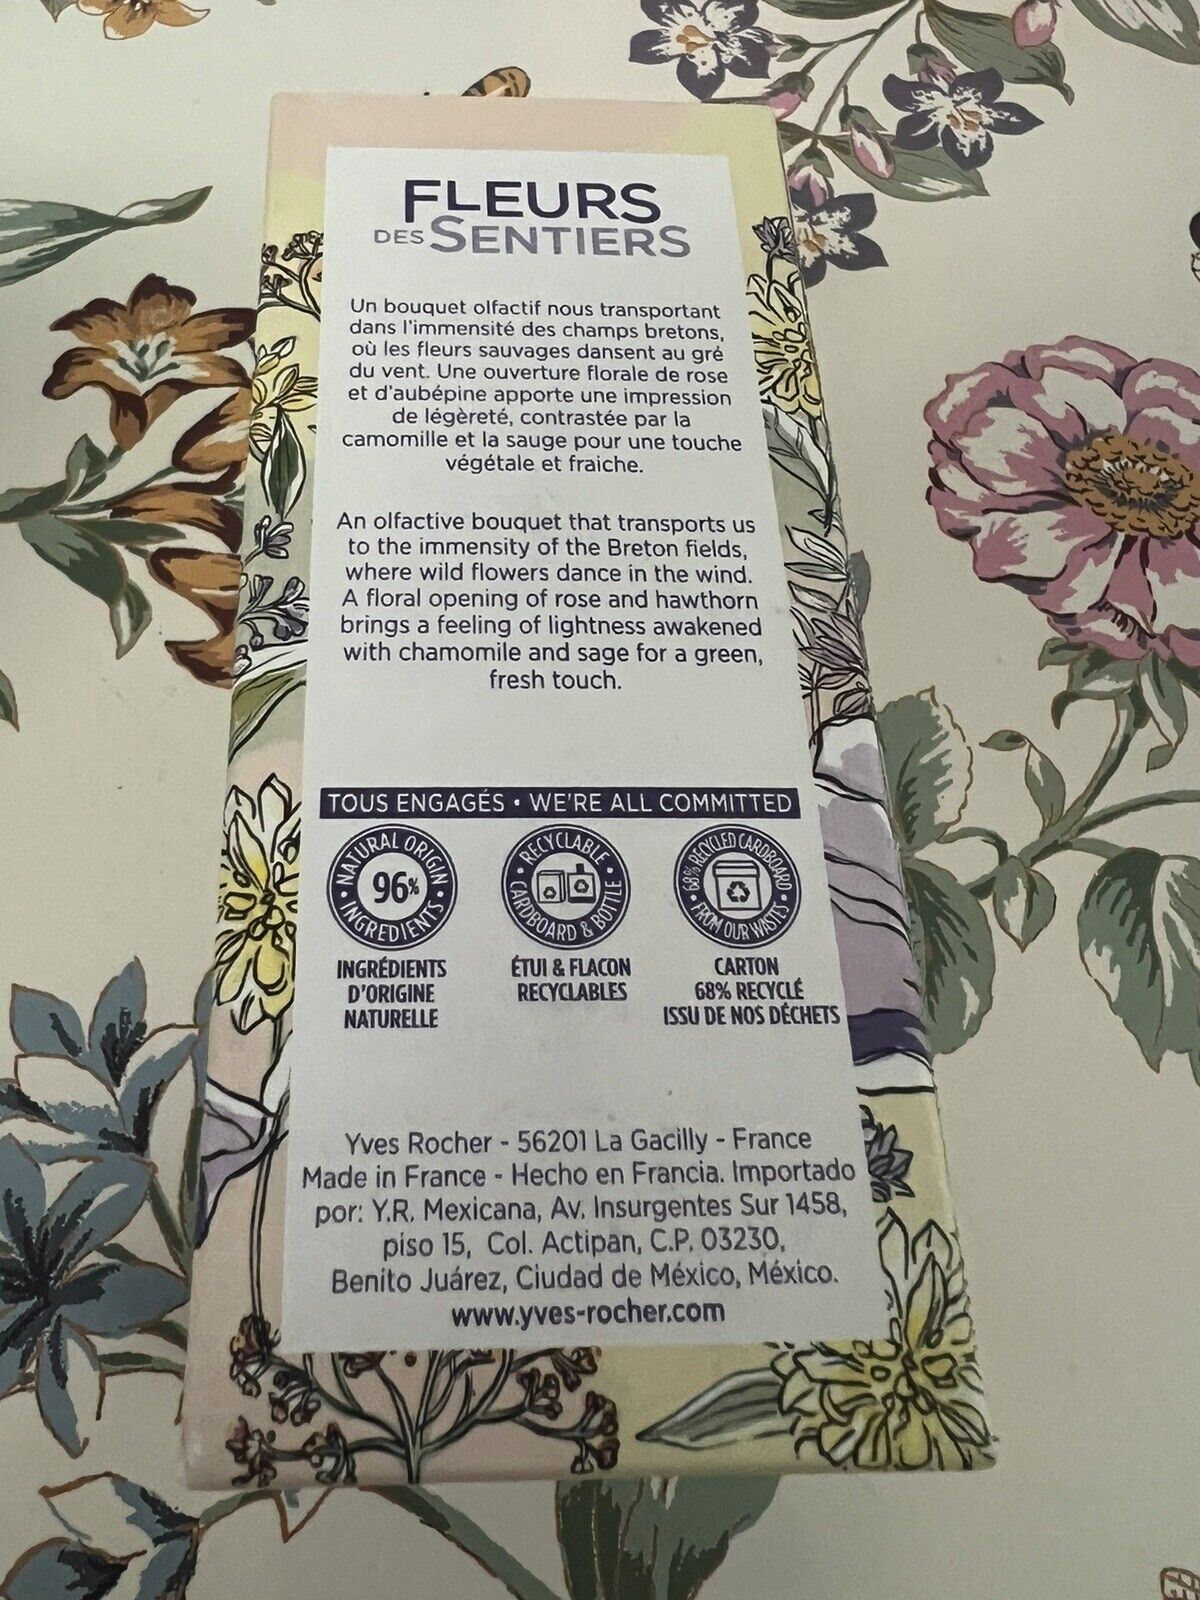 FLEURS
DES SENTIERS
Un bouquet olfactif nous transportant
dans l'immensité des champs bretons,
où les fleurs sauvages dansent au gré
du vent. Une ouverture florale de rose
et d'aubépine apporte une impression
de légèreté, contrastée par la
camomille et la sauge pour une touche
végétale et fraiche.
An olfactive bouquet that transports us
to the immensity of the Breton fields,
where wild flowers dance in the wind.
A floral opening of rose and hawthorn
brings a feeling of lightness awakened
with chamomile and sage for a green,
fresh touch.
TOUS ENGAGÉS • WE'RE ALL COMMITTED
NATURAL ORIGIN
96%
• INGREDIENTS •
RECYCLABLE
• CARDBOARD & BOTTLE •
68% RECYCLED CARDBOARD
• FROM OUR WASTES •
INGRÉDIENTS
D'ORIGINE
NATURELLE
ÉTUI & FLACON
RECYCLABLES
CARTON
68% RECYCLÉ
ISSU DE NOS DÉCHETS
Yves Rocher - 56201 La Gacilly - France
Made in France - Hecho en Francia. Importado
por: Y.R. Mexicana, Av. Insurgentes Sur 1458,
piso 15, Col. Actipan, C.P. 03230,
Benito Juárez, Ciudad de México, México.
www.yves-rocher.com